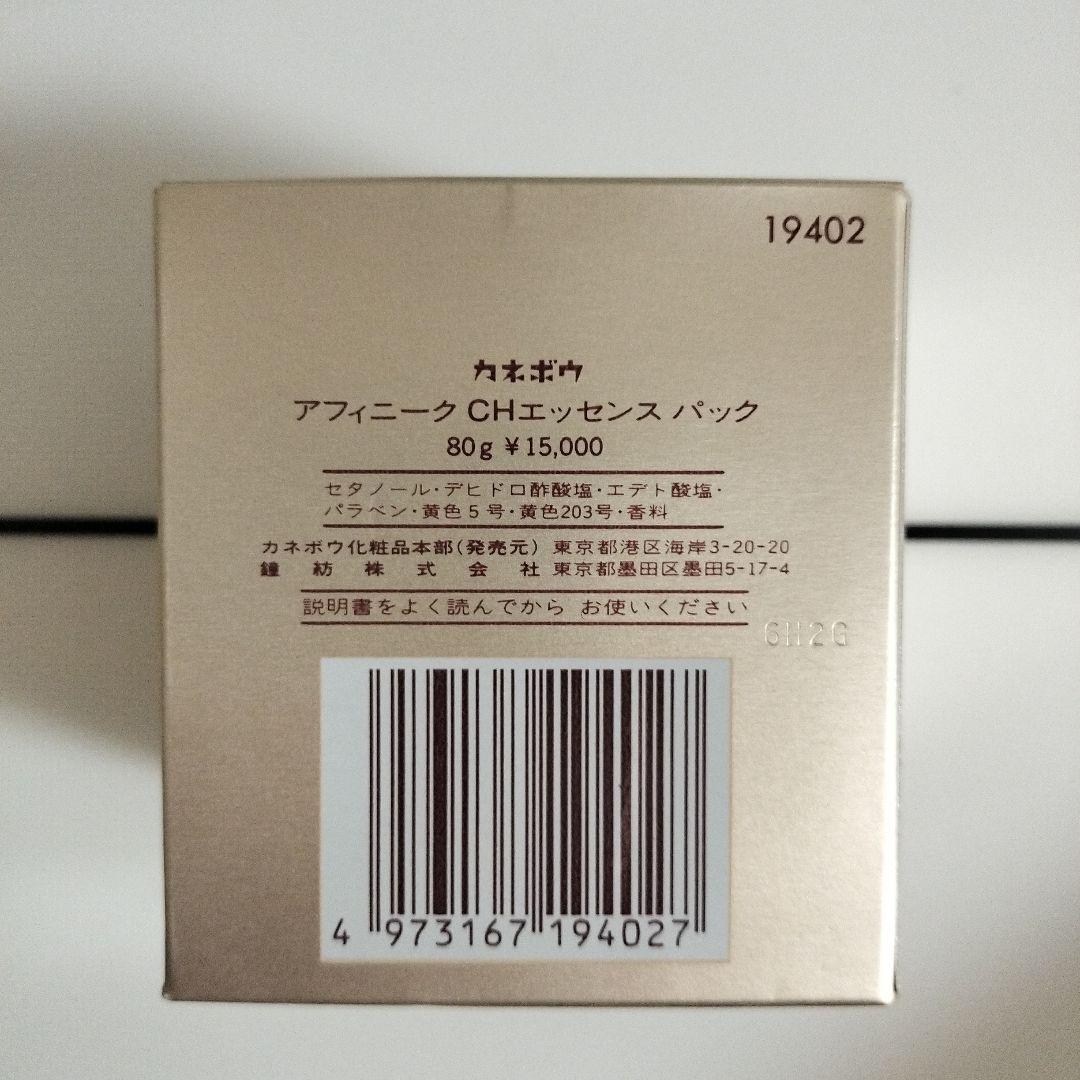 19402
カネボウ
アフィニーク CHエッセンス パック
80g ¥15,000
セタノール・デヒドロ酢酸塩・エデト酸塩・
パラベン・黄色5号・黄色203号・香料
カネボウ化粧品本部(発売元) 東京都港区海岸3-20-20
鐘紡株式会社 東京都墨田区墨田5-17-4
説明書をよく読んでから お使いください
6H2G
4 973167 194027